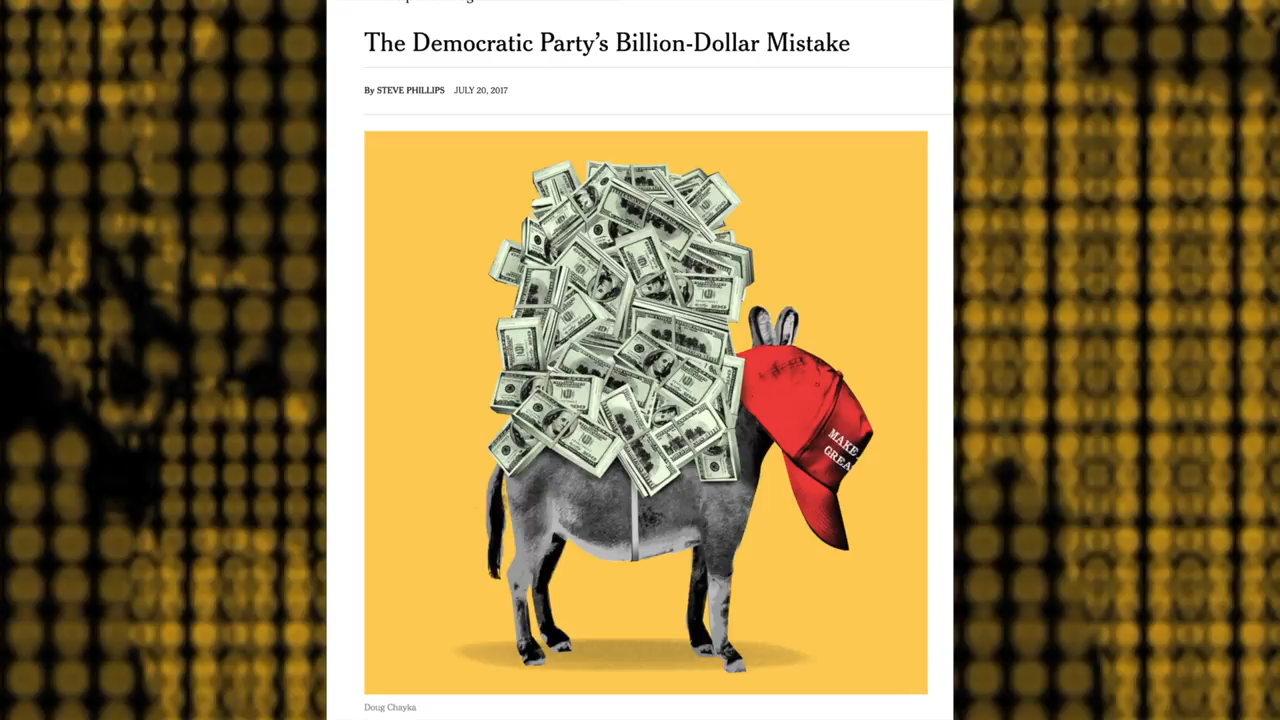 The Democratic Party’s Billion-Dollar Mistake
By STEVE PHILLIPS JULY 20, 2017
MAKE
GREA
Doug Chayka